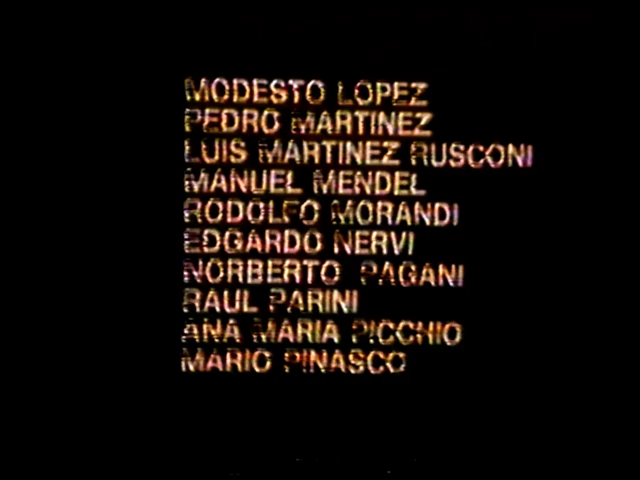 MODESTO LOPEZ
PEDRO MARTINEZ
LUIS MARTINEZ RUSCONI
MANUEL MENDEL
RODOLFO MORANDI
EDGARDO NERVI
NORBERTO PAGANI
RAUL PARINI
ANA MARIA PICCHIO
MARIO PINASCO